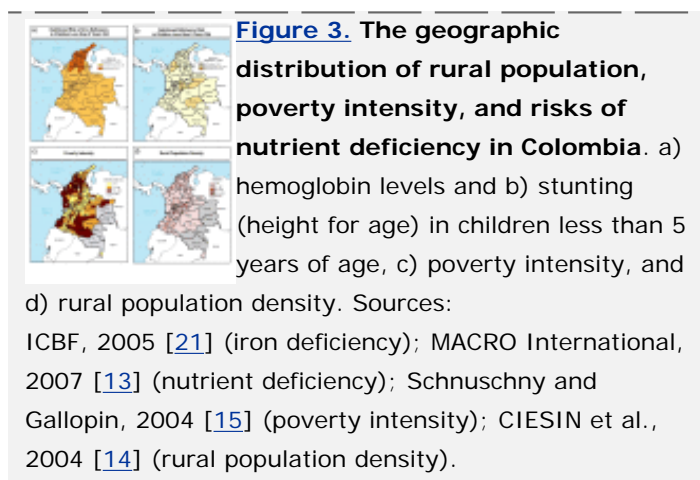 Figure 3. The geographic
distribution of rural population,
poverty intensity, and risks of
nutrient deficiency in Colombia. a)
hemoglobin levels and b) stunting
(height for age) in children less than 5
years of age, c) poverty intensity, and
d) rural population density. Sources:
ICBF, 2005 [21] (iron deficiency); MACRO International,
2007 [13] (nutrient deficiency); Schnuschny and
Gallopin, 2004 [15] (poverty intensity); CIESIN et al.,
2004 [14] (rural population density).